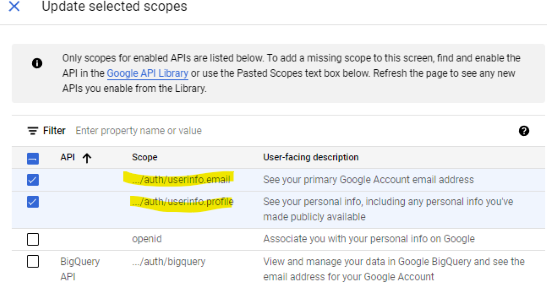 Update selected scopes
Only scopes for enabled APIs are listed below. To add a missing scope to this screen, find and enable the
API in the Google API Library or use the Pasted Scopes text box below. Refresh the page to see any new
APIs you enable from the Library.
Filter Enter property name or value
API Scope User-facing description
.../auth/userinfo.email See your primary Google Account email address
.../auth/userinfo.profile See your personal info, including any personal info you've
made publicly available
openid Associate you with your personal info on Google
BigQuery .../auth/bigquery View and manage your data in Google BigQuery and see the
API email address for your Google Account